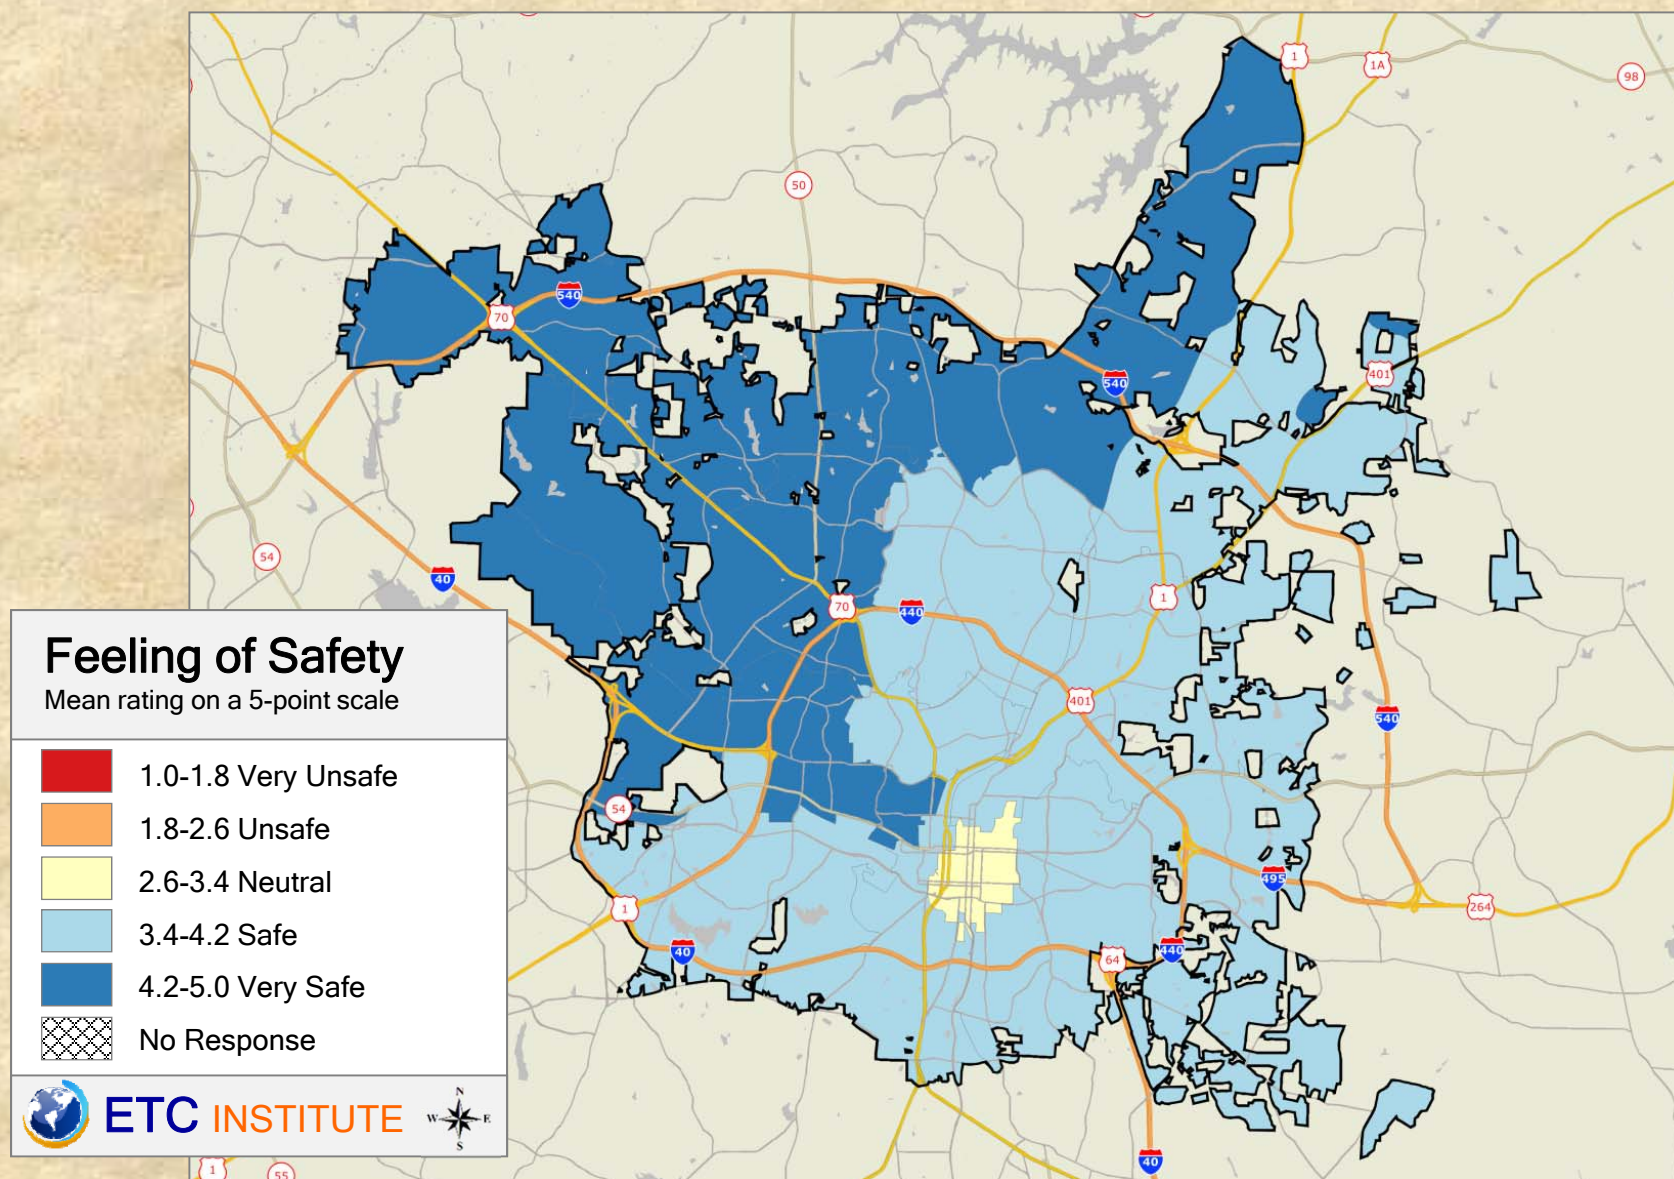 1
1A
98
50
540
70
401
540
54
40
1
70
440
401
540
54
495
1
264
40
440
64
40
1
55
Feeling of Safety
Mean rating on a 5-point scale
1.0-1.8 Very Unsafe
1.8-2.6 Unsafe
2.6-3.4 Neutral
3.4-4.2 Safe
4.2-5.0 Very Safe
No Response
ETC INSTITUTE
N
W E
S